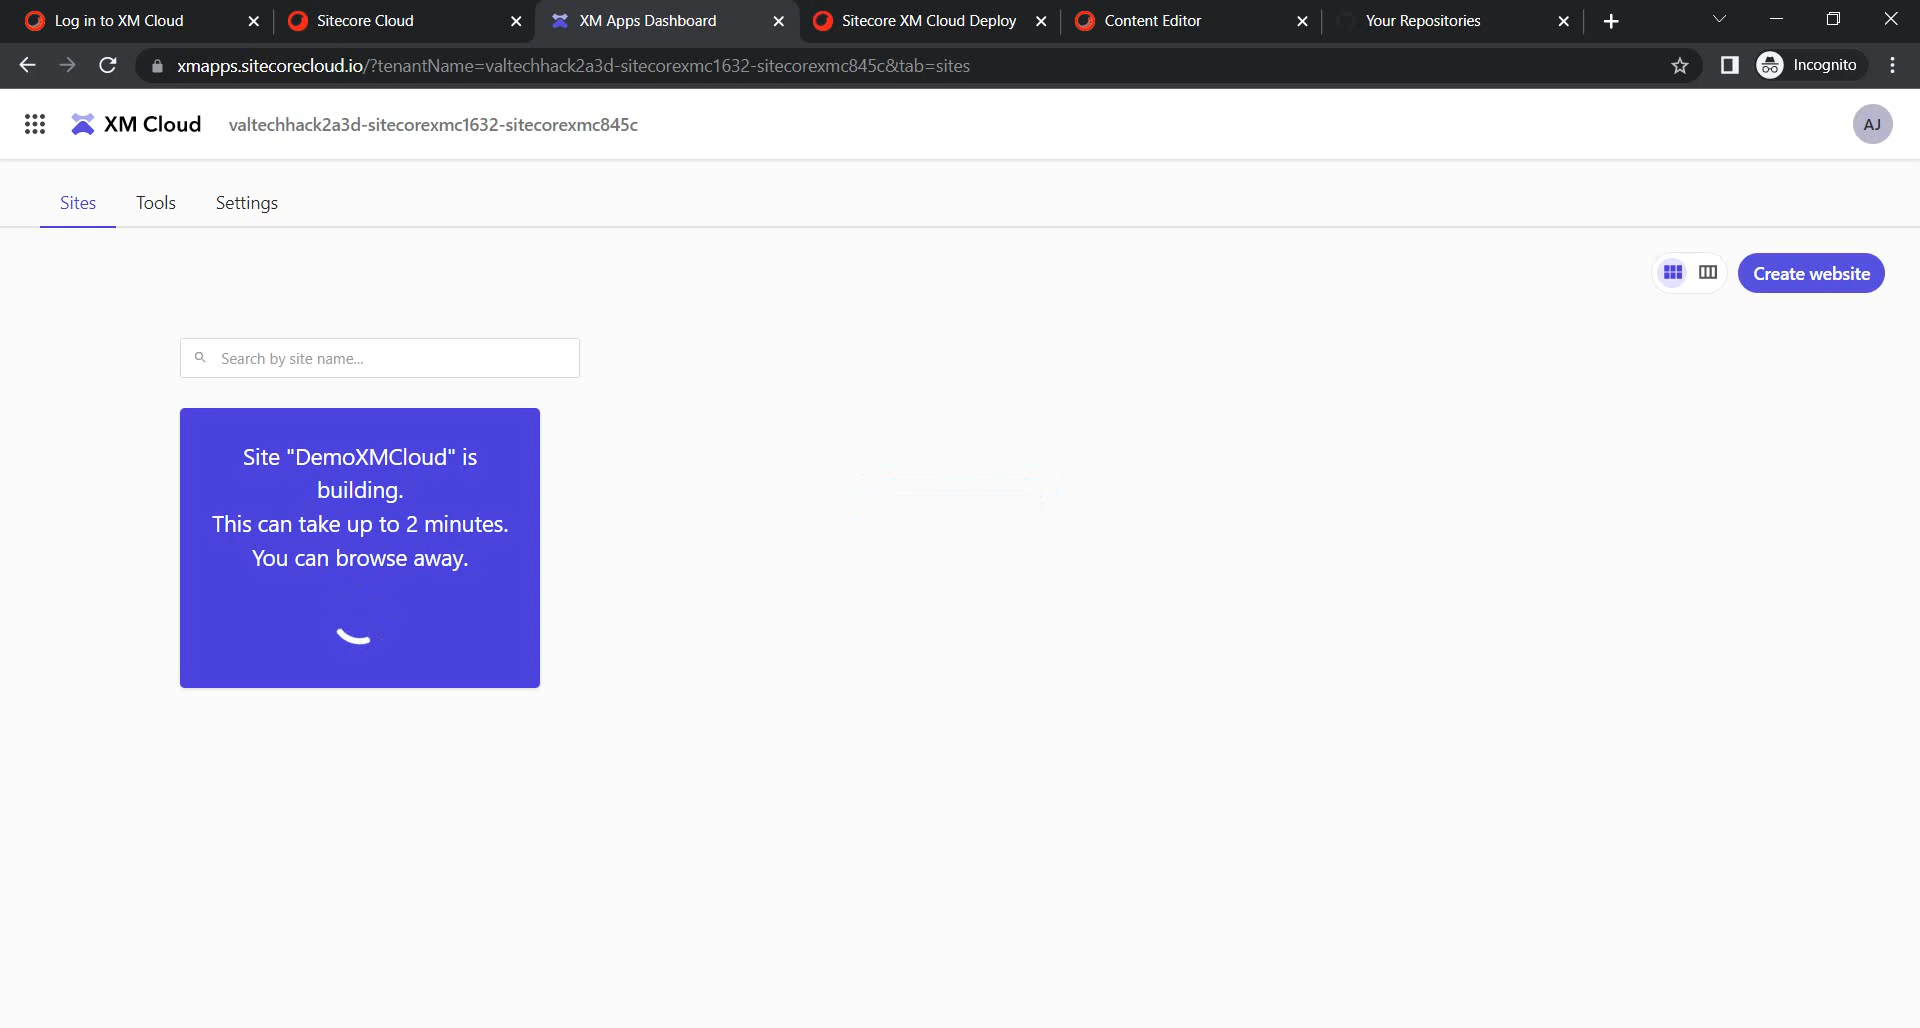 Log in to XM Cloud
Sitecore Cloud
XM Apps Dashboard
Sitecore XM Cloud Deploy
Content Editor
Your Repositories
xmapps.sitecorecloud.io/?tenantName=valtechhack2a3d-sitecorexmc1632-sitecorexmc845c&tab=sites
Incognito
XM Cloud
valtechhack2a3d-sitecorexmc1632-sitecorexmc845c
AJ
Sites
Tools
Settings
Create website
Search by site name...
Site "DemoXMCloud" is
building.
This can take up to 2 minutes.
You can browse away.